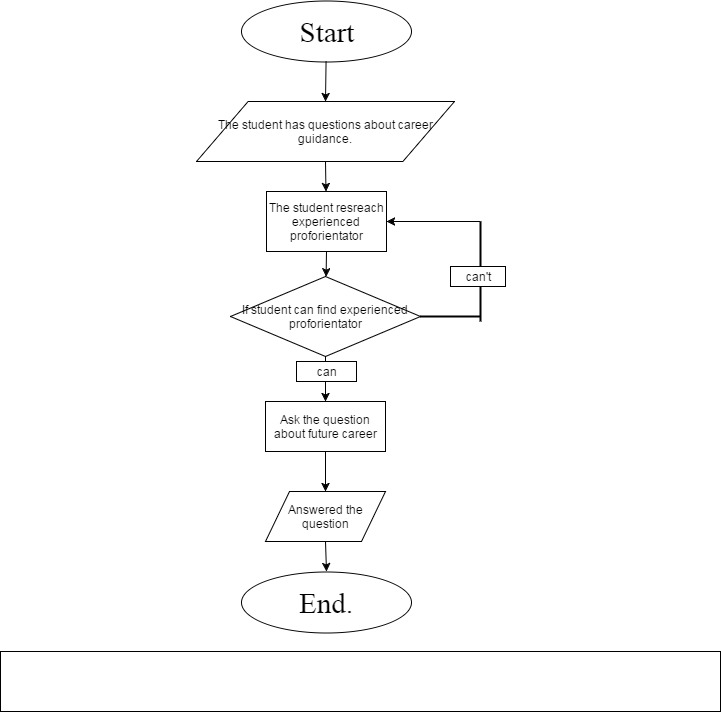 Start
The student has questions about career
guidance.
The student resreach
experienced
proforientator
can't
If student can find experienced
proforientator
can
Ask the question
about future career
Answered the
question
End.